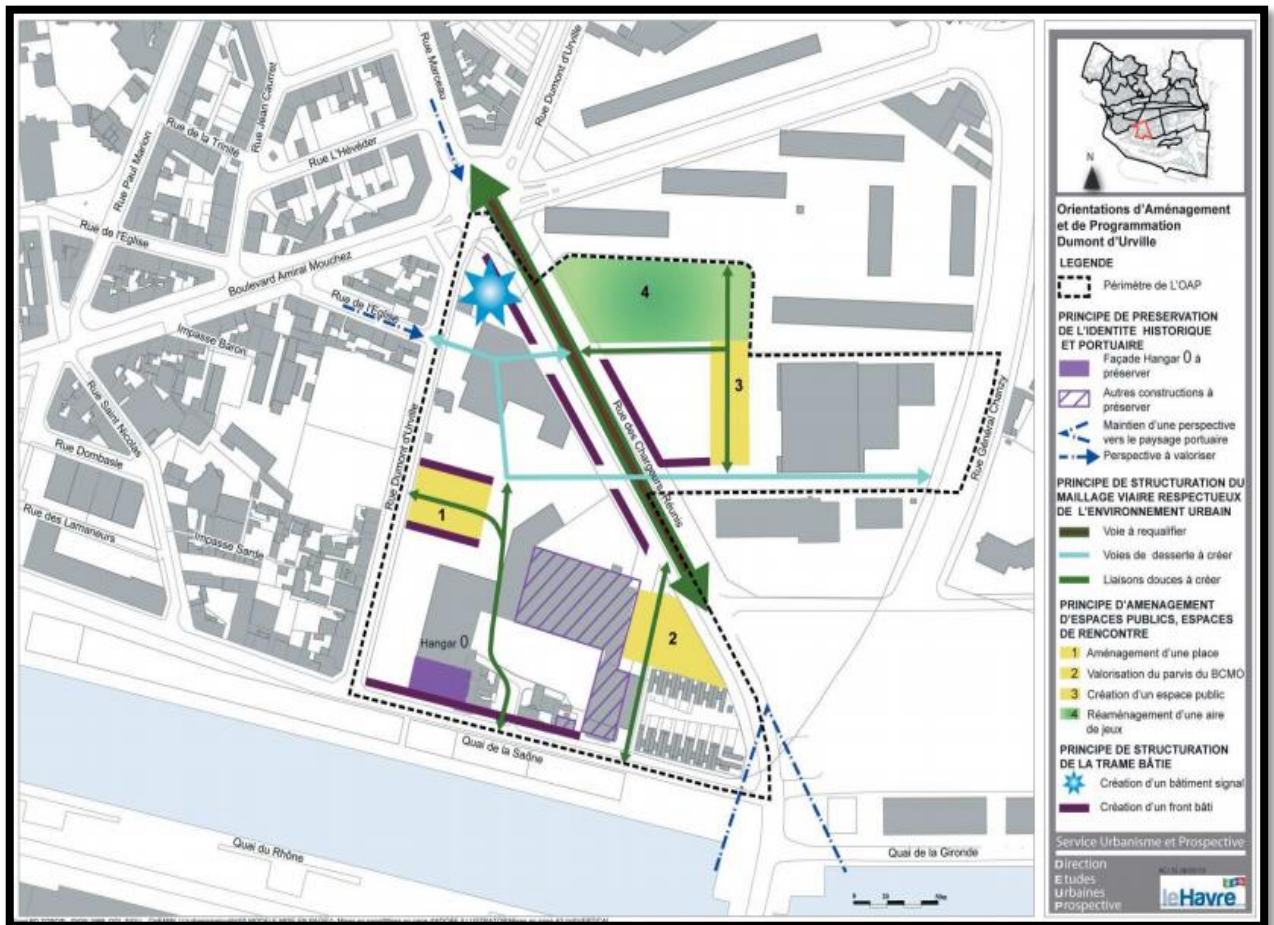 Rue Marceau
Rue Dumont d'Urville
Rue Jean Caurret
Rue de la Trinité
Rue Paul Marion
Rue L'Hévéder
Rue de l'Eglise
Boulevard Amiral Mouchez
Rue de l'Eglise
Impasse Baron
Rue Saint Nicolas
Rue Dombasle
Rue des Lamaneurs
Impasse Sarde
Rue Dumont d'Urville
Rue des Chargeurs Réunis
Rue Général Chanzy
4
3
1
2
Hangar 0
Quai de la Saône
Quai du Rhône
Quai de la Gironde
N
Orientations d'Aménagement
et de Programmation
Dumont d'Urville
LEGENDE
Périmètre de L'OAP
PRINCIPE DE PRESERVATION
DE L'IDENTITE HISTORIQUE
ET PORTUAIRE
Façade Hangar 0 à
préserver
Autres constructions à
préserver
Maintien d'une perspective
vers le paysage portuaire
Perspective à valoriser
PRINCIPE DE STRUCTURATION DU
MAILLAGE VIAIRE RESPECTUEUX
DE L'ENVIRONNEMENT URBAIN
Voie à requalifier
Voies de desserte à créer
Liaisons douces à créer
PRINCIPE D'AMENAGEMENT
D'ESPACES PUBLICS, ESPACES
DE RENCONTRE
1 Aménagement d'une place
2 Valorisation du parvis du BCMO
3 Création d'un espace public
4 Réaménagement d'une aire
de jeux
PRINCIPE DE STRUCTURATION
DE LA TRAME BÂTIE
Création d'un bâtiment signal
Création d'un front bâti
Service Urbanisme et Prospective
Direction
Etudes
Urbaines
Prospective
leHavre